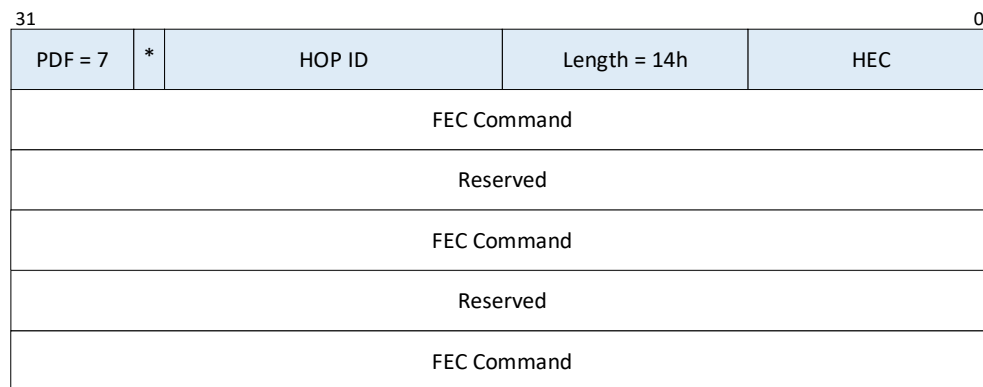 31 0
PDF = 7 * HOP ID Length = 14h HEC
FEC Command
Reserved
FEC Command
Reserved
FEC Command